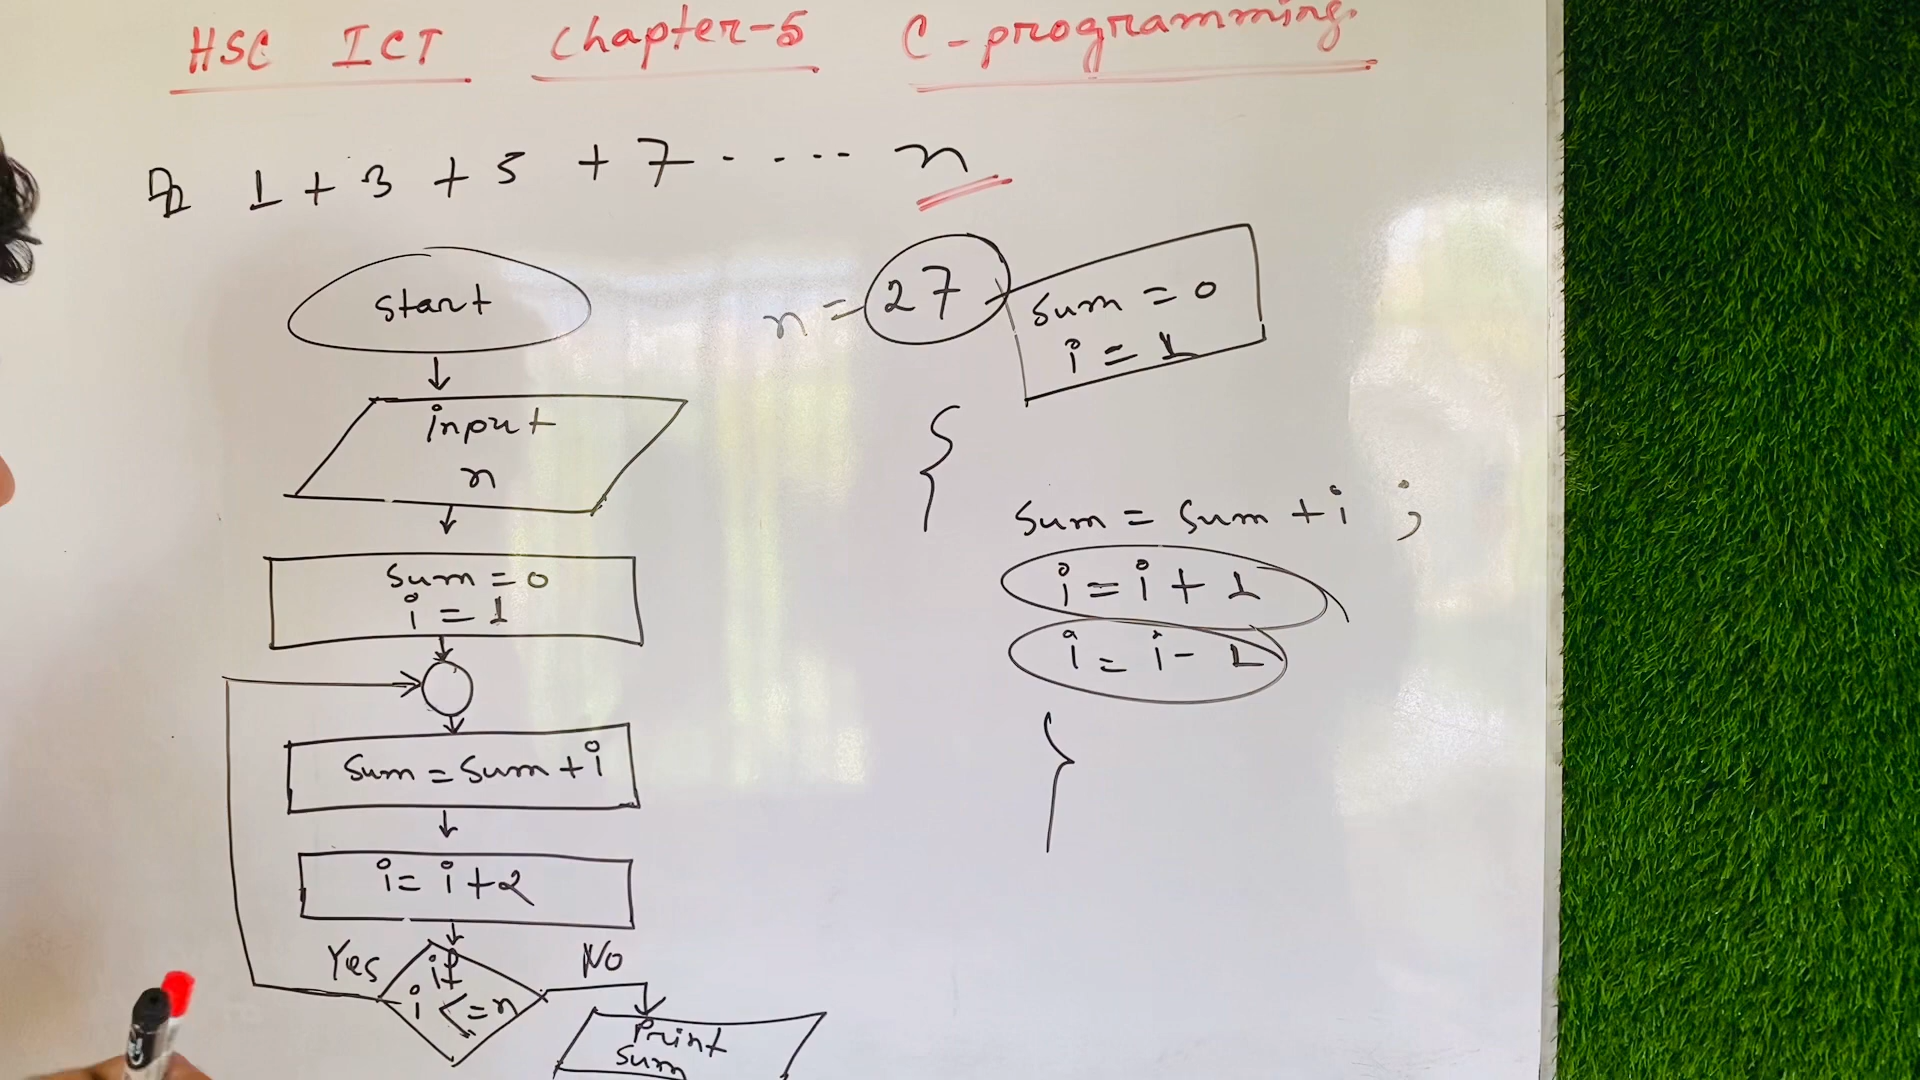 HSC ICT Chapter-5 C-programming.
1 + 3 + 5 + 7 ..... n
start
input
n
sum = 0
i = 1
sum = sum + i
i = i + 2
if
i <= n
Yes
No
Print
sum
n = 27
sum = 0
i = 1
{
sum = sum + i ;
i = i + 1
i = i - 1
}